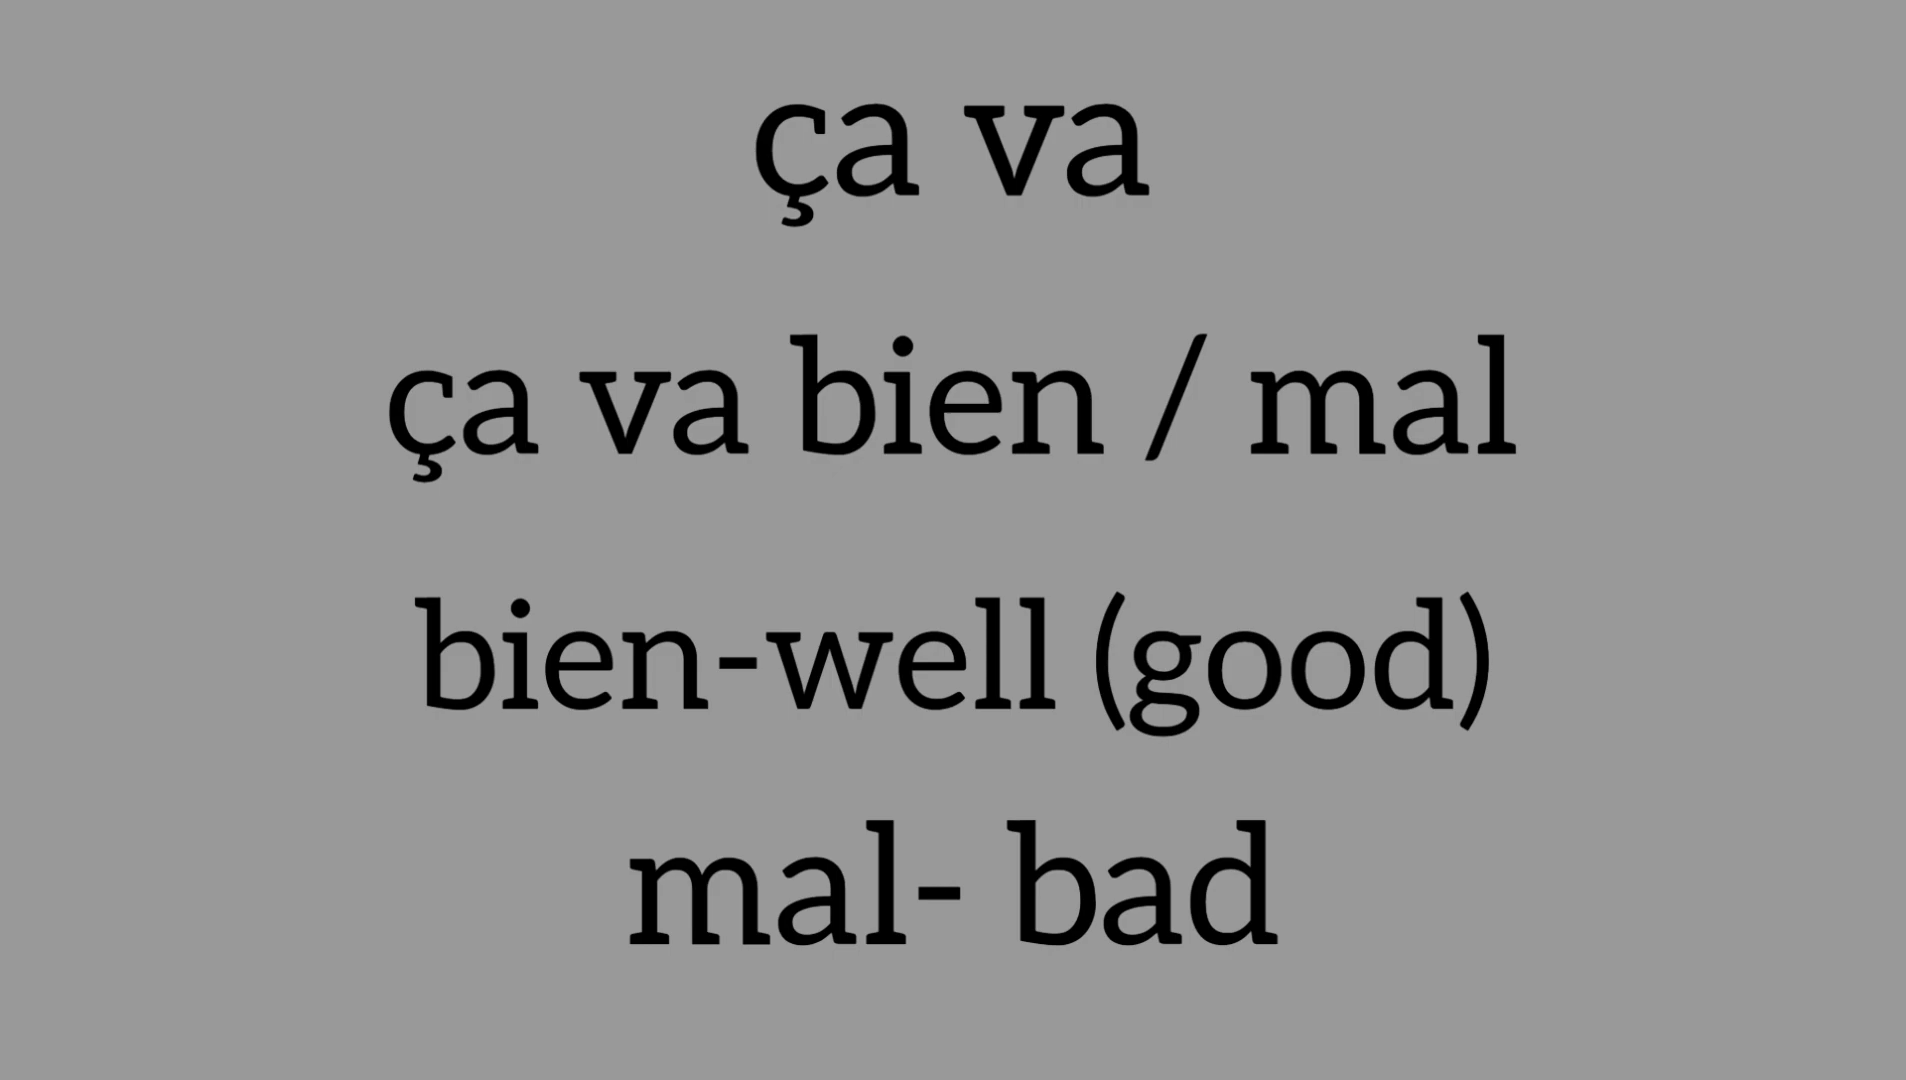 ça va
ça va bien / mal
bien-well (good)
mal- bad